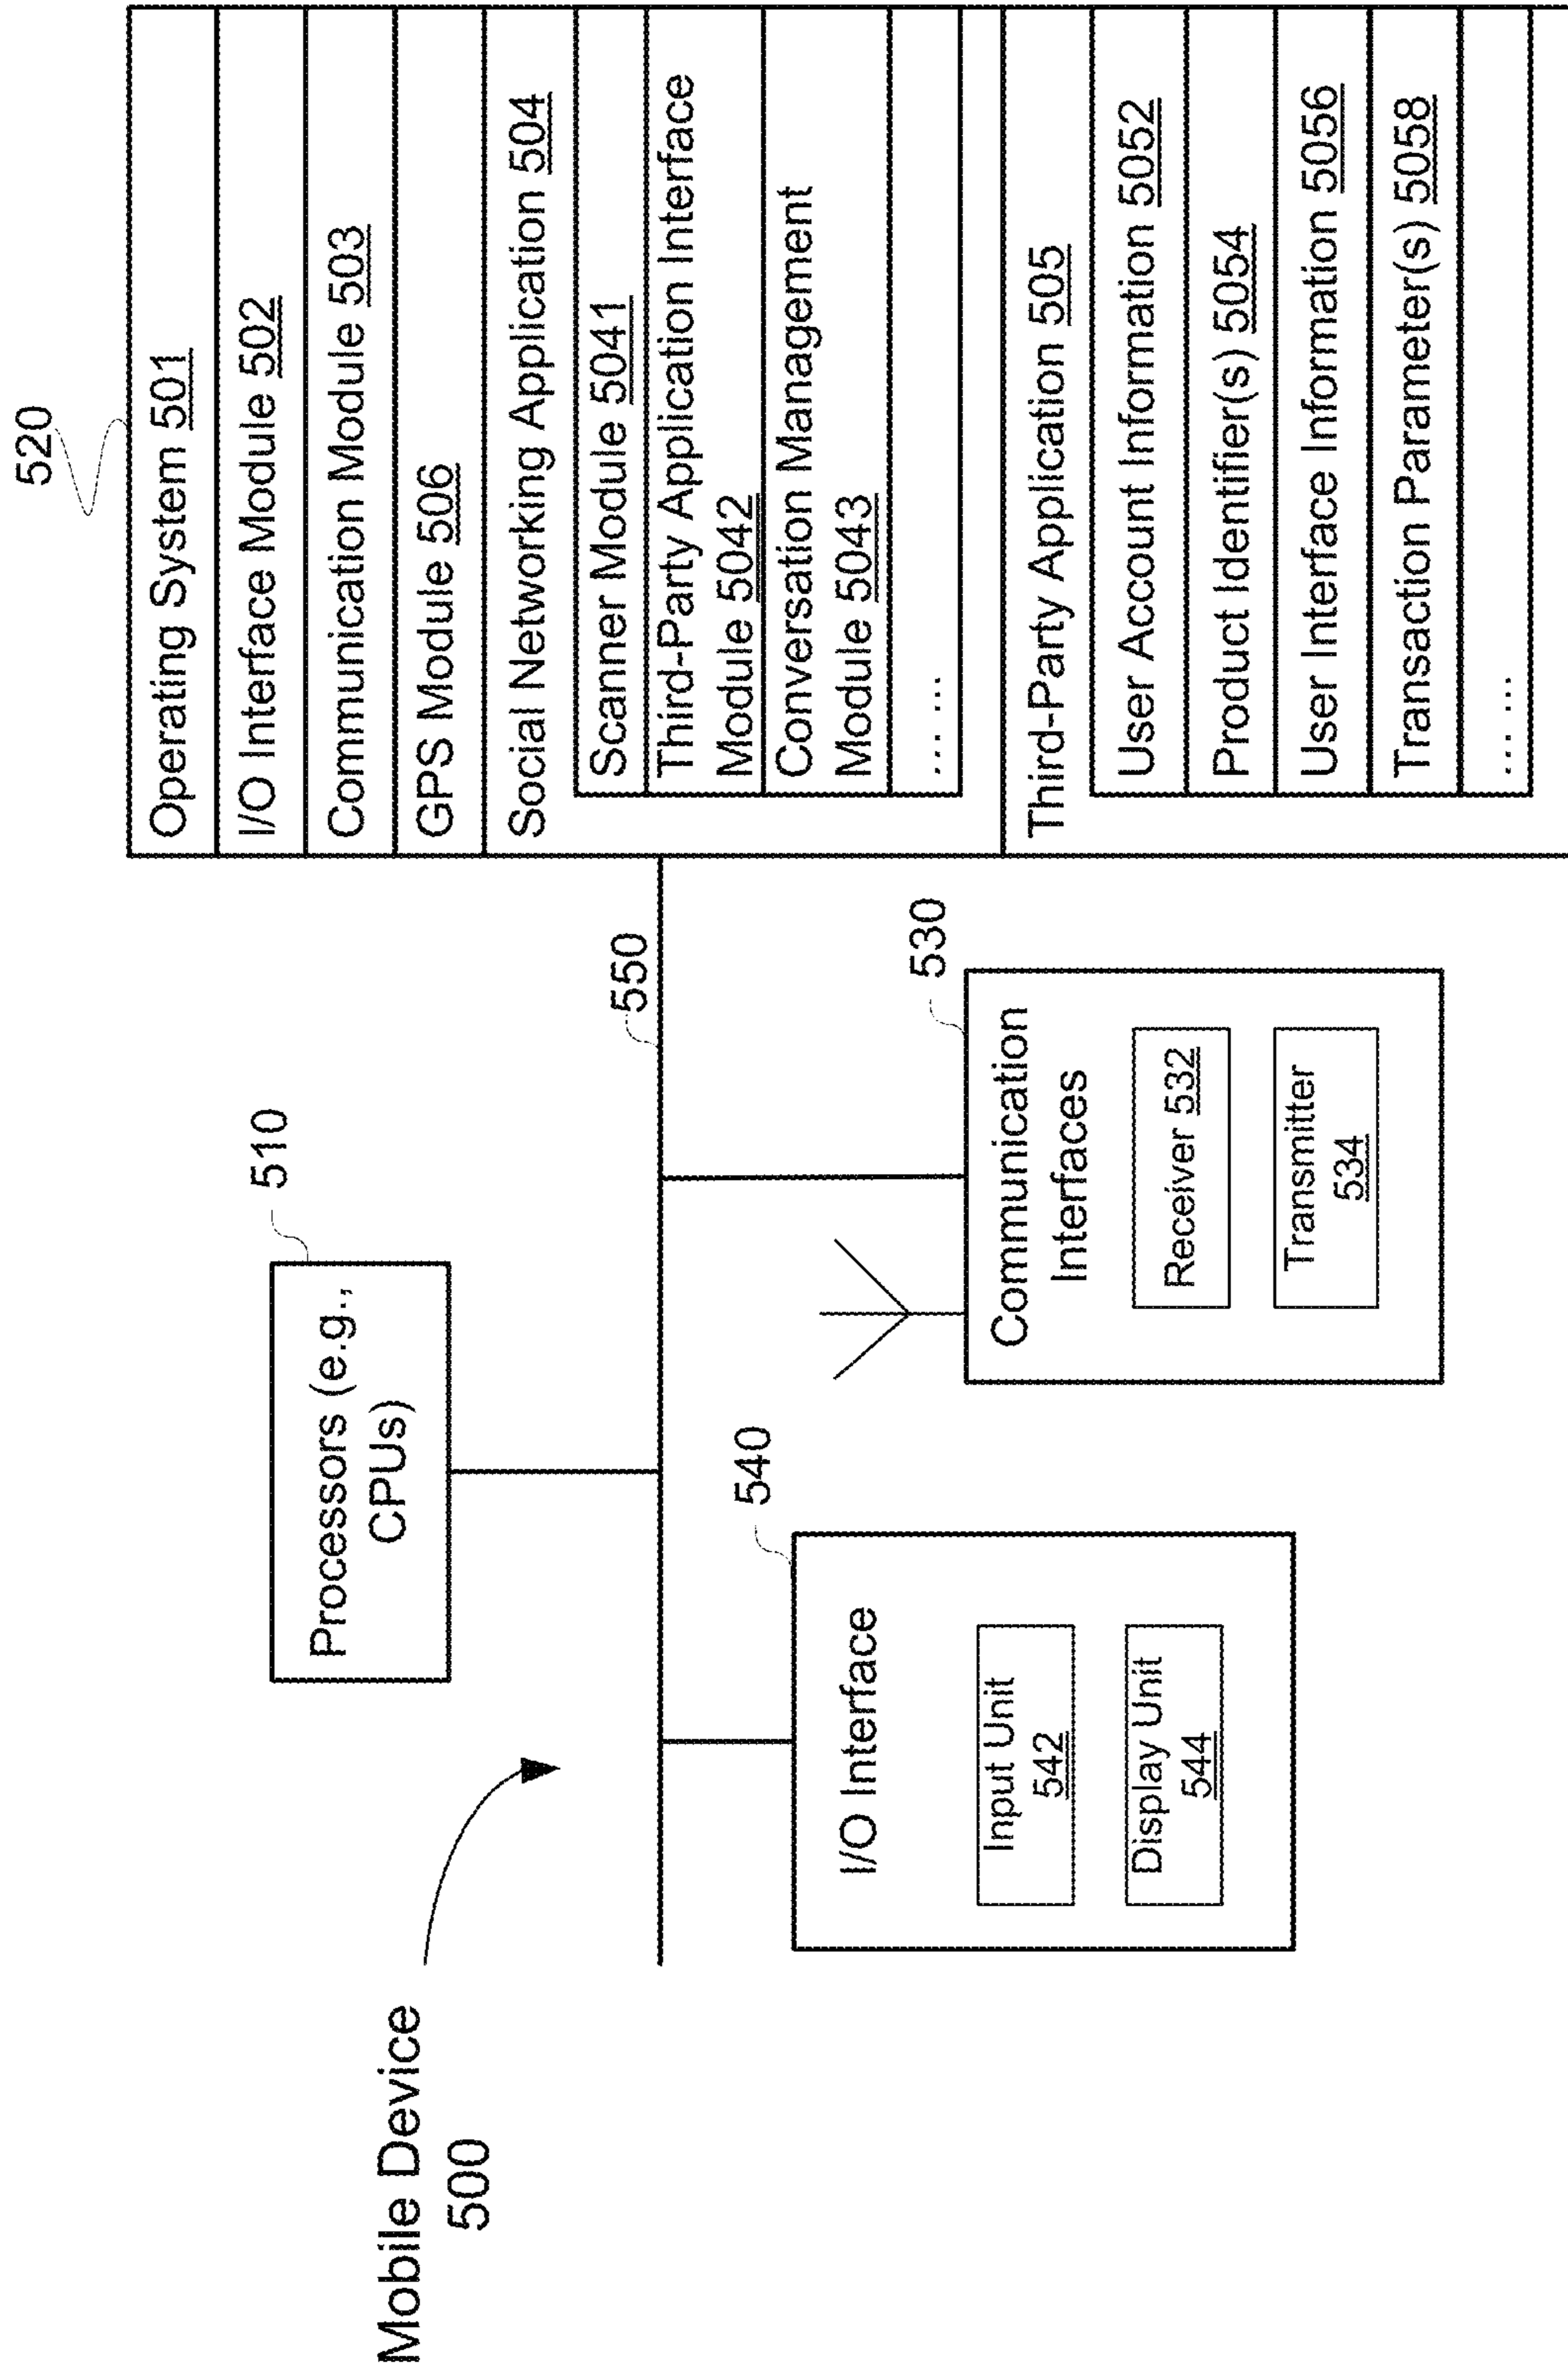 Mobile Device
500
Processors (e.g.,
CPUs)
510
550
I/O Interface
540
Input Unit
542
Display Unit
544
Communication
Interfaces
530
Receiver 532
Transmitter
534
520
Operating System 501
I/O Interface Module 502
Communication Module 503
GPS Module 506
Social Networking Application 504
Scanner Module 5041
Third-Party Application Interface
Module 5042
Conversation Management
Module 5043
... ...
Third-Party Application 505
User Account Information 5052
Product Identifier(s) 5054
User Interface Information 5056
Transaction Parameter(s) 5058
... ...